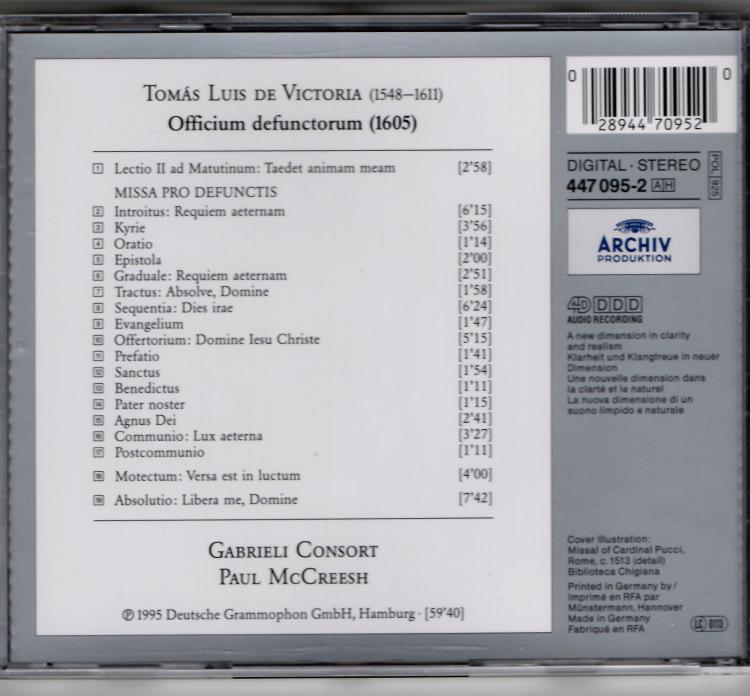 Tomás Luis de Victoria (1548–1611)
Officium defunctorum (1605)
1 Lectio II ad Matutinum: Taedet animam meam [2'58]
MISSA PRO DEFUNCTIS
2 Introitus: Requiem aeternam [6'15]
3 Kyrie [3'56]
4 Oratio [1'14]
5 Epistola [2'00]
6 Graduale: Requiem aeternam [2'51]
7 Tractus: Absolve, Domine [1'58]
8 Sequentia: Dies irae [6'24]
9 Evangelium [1'47]
10 Offertorium: Domine Iesu Christe [5'15]
11 Prefatio [1'41]
12 Sanctus [1'54]
13 Benedictus [1'11]
14 Pater noster [1'15]
15 Agnus Dei [2'41]
16 Communio: Lux aeterna [3'27]
17 Postcommunio [1'11]
18 Motectum: Versa est in luctum [4'00]
19 Absolutio: Libera me, Domine [7'42]
Gabrieli Consort
Paul McCreesh
℗ 1995 Deutsche Grammophon GmbH, Hamburg · [59'40]
0 28944 70952 0
DIGITAL · STEREO
447 095-2 AH
POL 925
ARCHIV
PRODUKTION
4D DDD
AUDIO RECORDING
A new dimension in clarity
and realism
Klarheit und Klangtreue in neuer
Dimension
Une nouvelle dimension dans
la clarté et le naturel
La nuova dimensione di un
suono limpido e naturale
Cover Illustration:
Missal of Cardinal Pucci,
Rome, c. 1513 (detail)
Biblioteca Chigiana
Printed in Germany by/
Imprimé en RFA par
Münstermann, Hannover
Made in Germany
Fabriqué en RFA
LC 0113